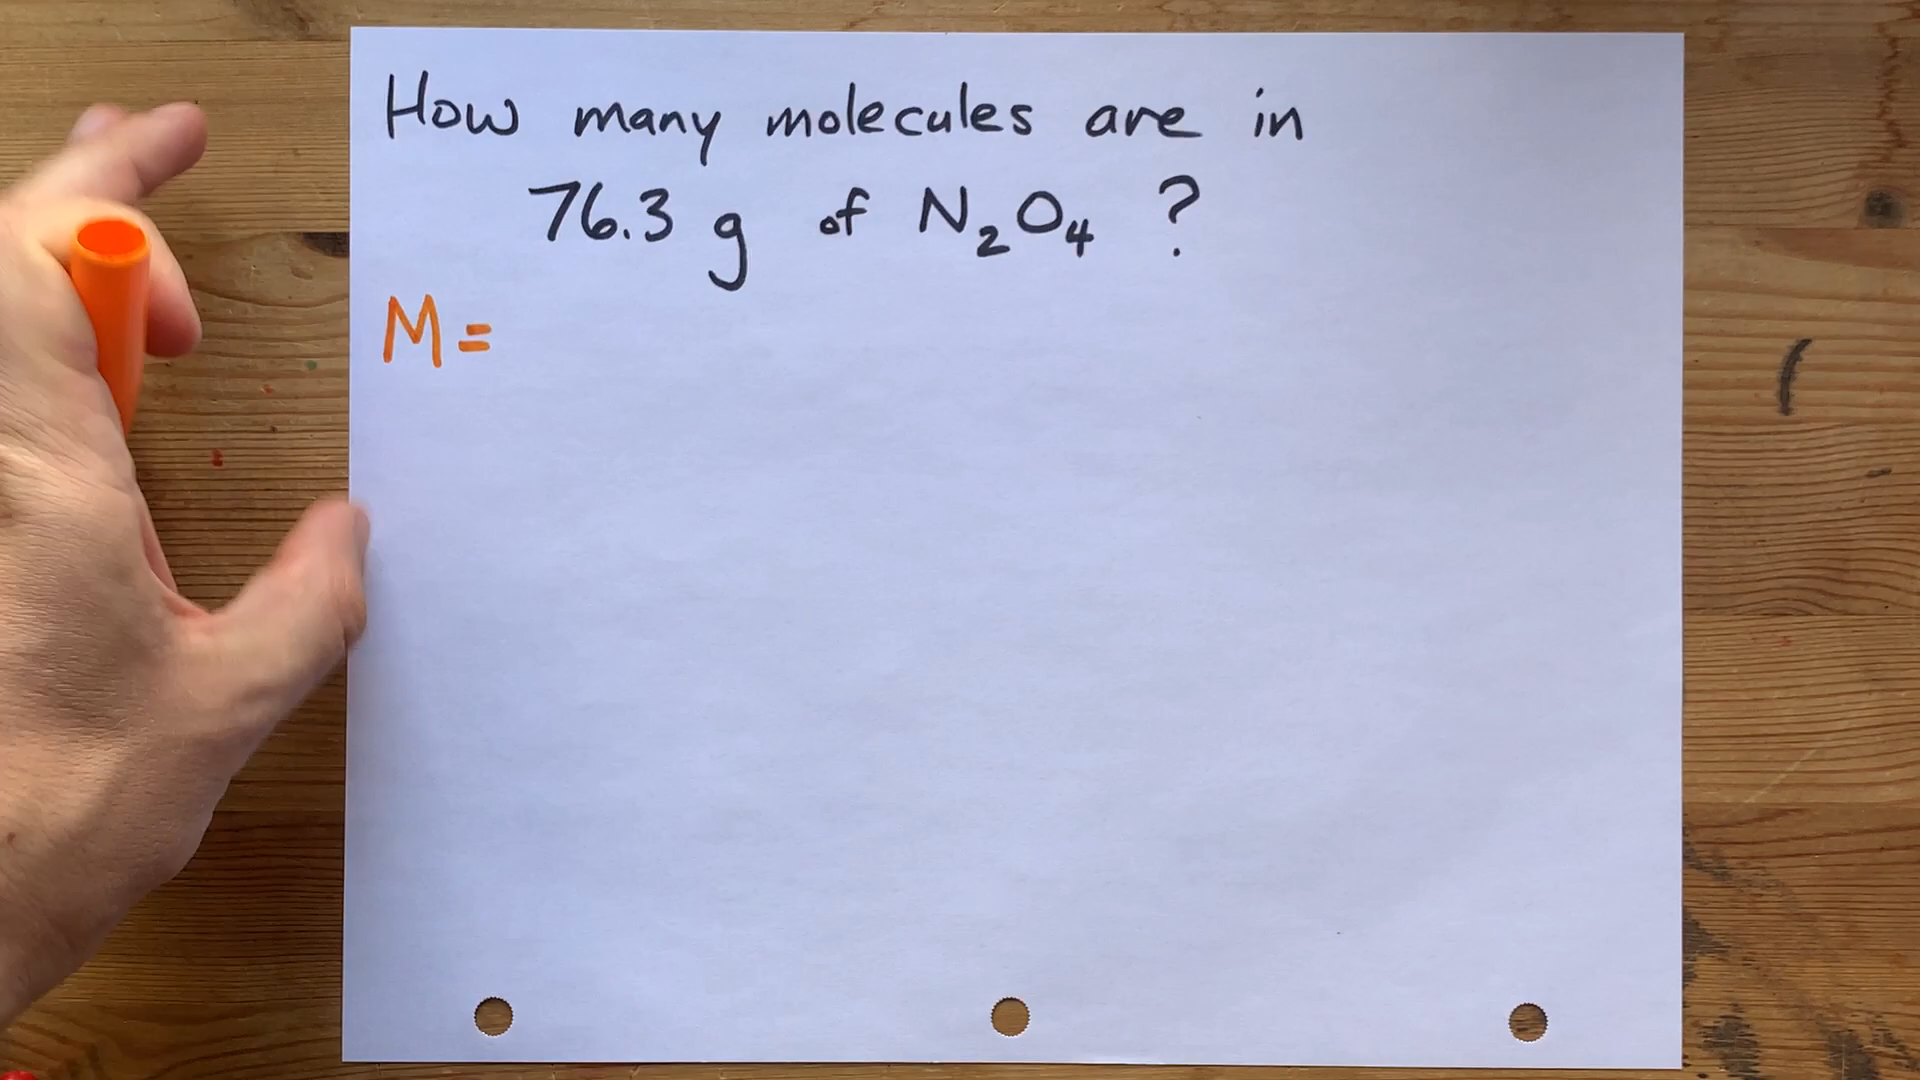 How many molecules are in
76.3 g of N₂O₄ ?
M =